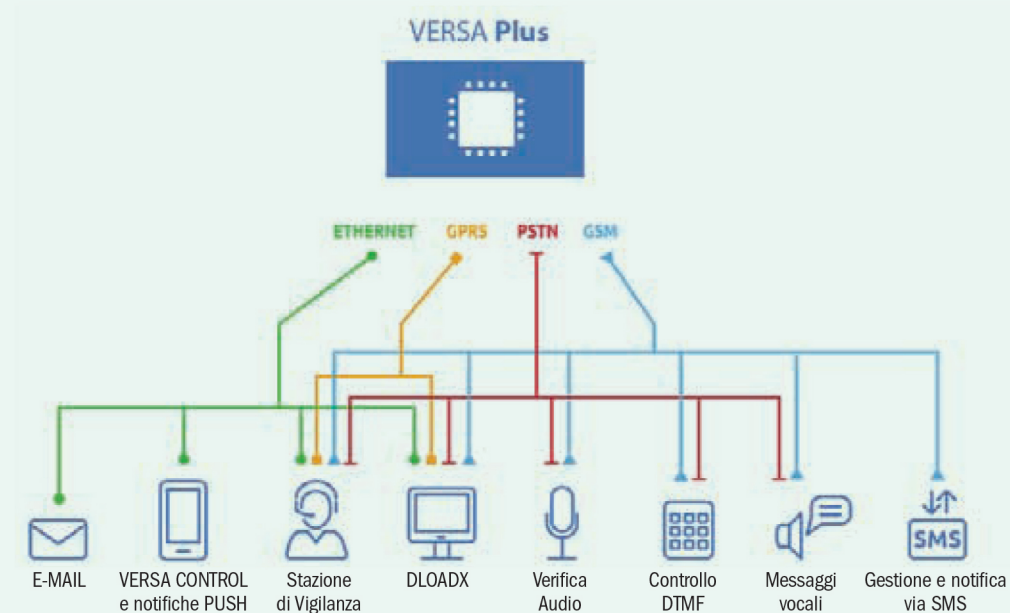 VERSA Plus
ETHERNET GPRS PSTN GSM
SMS
E-MAIL
VERSA CONTROL
e notifiche PUSH
Stazione
di Vigilanza
DLOADX
Verifica
Audio
Controllo
DTMF
Messaggi
vocali
Gestione e notifica
via SMS